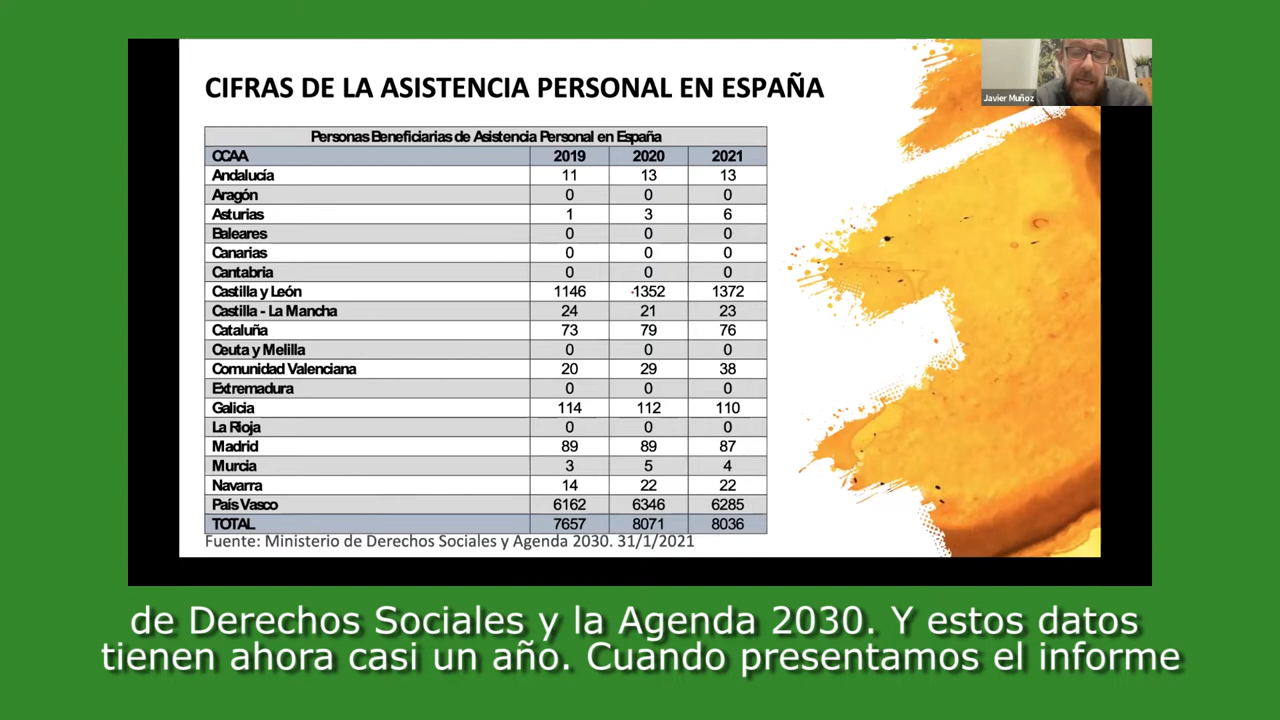 CIFRAS DE LA ASISTENCIA PERSONAL EN ESPAÑA
Javier Muñoz
Personas Beneficiarias de Asistencia Personal en España
CCAA 2019 2020 2021
Andalucía 11 13 13
Aragón 0 0 0
Asturias 1 3 6
Baleares 0 0 0
Canarias 0 0 0
Cantabria 0 0 0
Castilla y León 1146 1352 1372
Castilla - La Mancha 24 21 23
Cataluña 73 79 76
Ceuta y Melilla 0 0 0
Comunidad Valenciana 20 29 38
Extremadura 0 0 0
Galicia 114 112 110
La Rioja 0 0 0
Madrid 89 89 87
Murcia 3 5 4
Navarra 14 22 22
País Vasco 6162 6346 6285
TOTAL 7657 8071 8036
Fuente: Ministerio de Derechos Sociales y Agenda 2030. 31/1/2021
de Derechos Sociales y la Agenda 2030. Y estos datos
tienen ahora casi un año. Cuando presentamos el informe